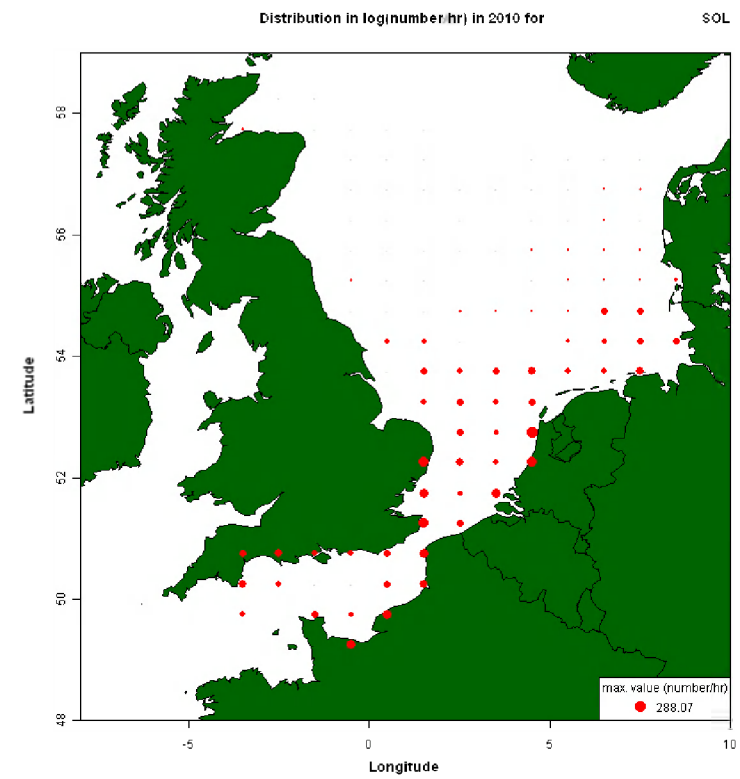 Distribution in log(number/hr) in 2010 for SOL
58
56
54
52
50
48
Latitude
max. value (number/hr)
288.07
-5 0 5 10
Longitude